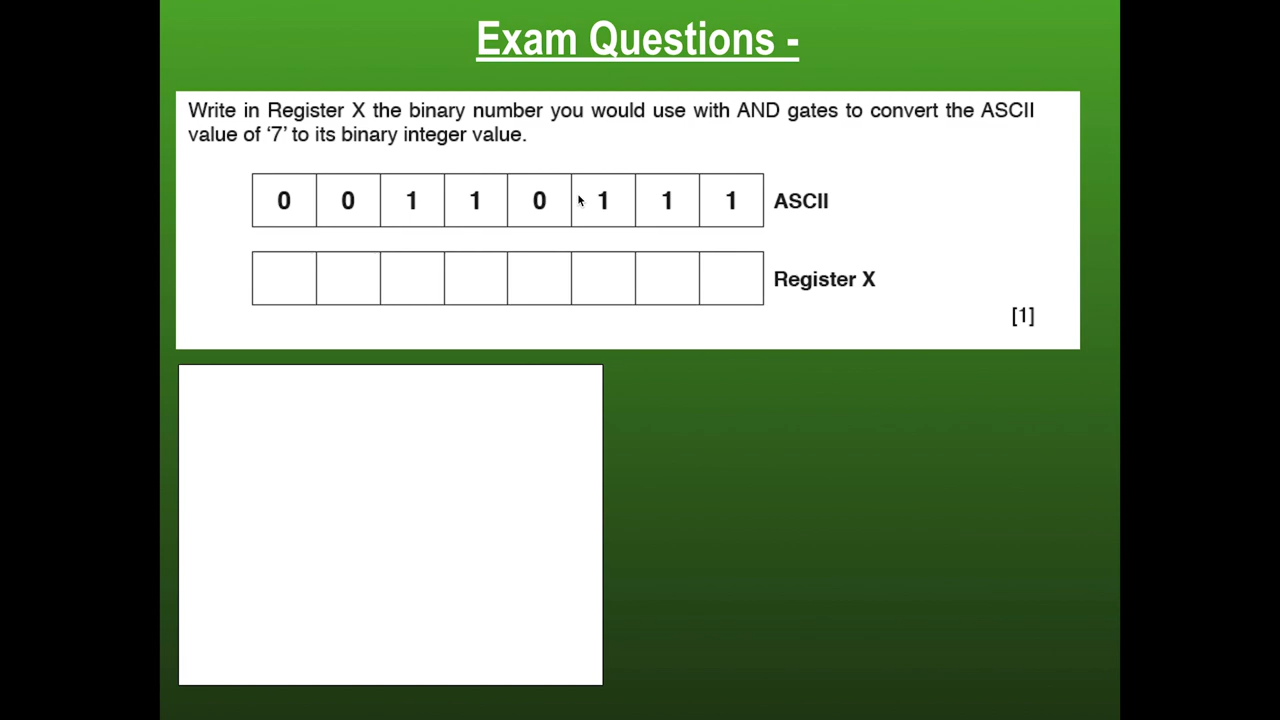 Exam Questions -
Write in Register X the binary number you would use with AND gates to convert the ASCII
value of ‘7’ to its binary integer value.
0 0 1 1 0 1 1 1 ASCII
Register X
[1]